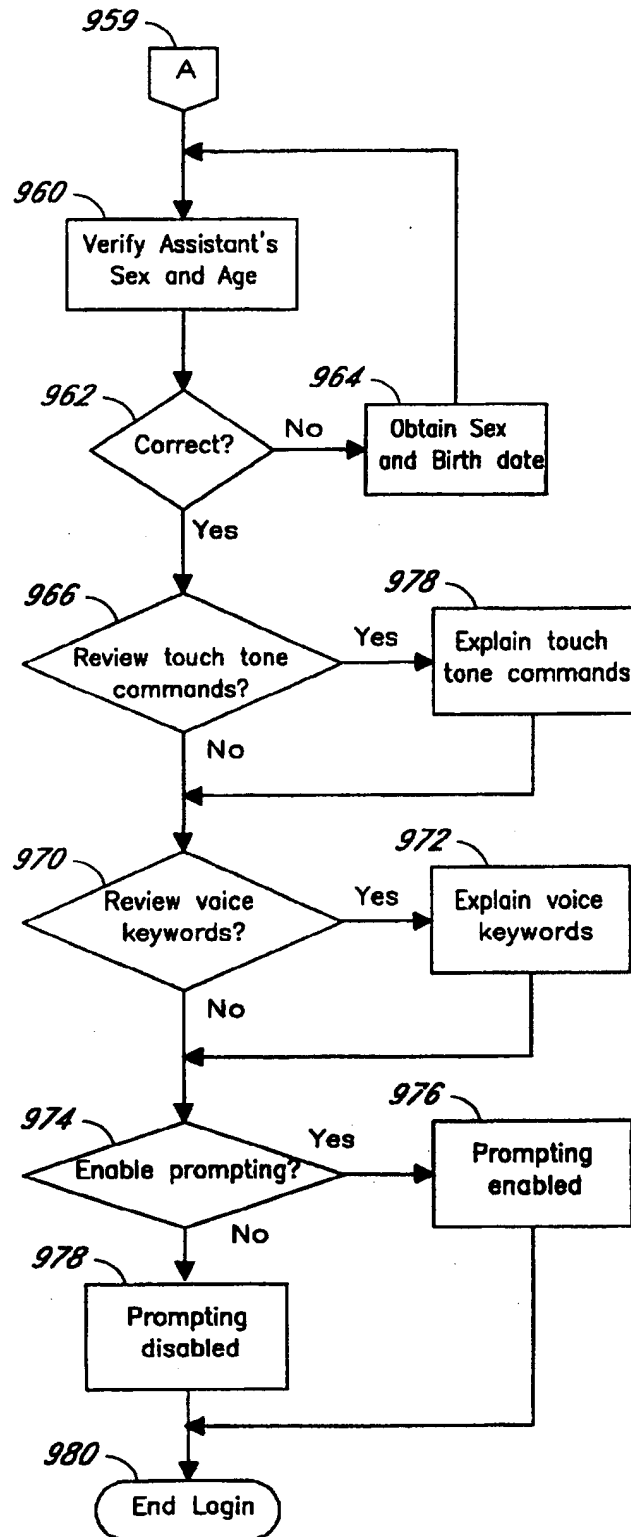 959
A
960
Verify Assistant's
Sex and Age
962
Correct?
No
964
Obtain Sex
and Birth date
Yes
966
Review touch tone
commands?
Yes
978
Explain touch
tone commands
No
970
Review voice
keywords?
Yes
972
Explain voice
keywords
No
974
Enable prompting?
Yes
976
Prompting
enabled
No
978
Prompting
disabled
980
End Login